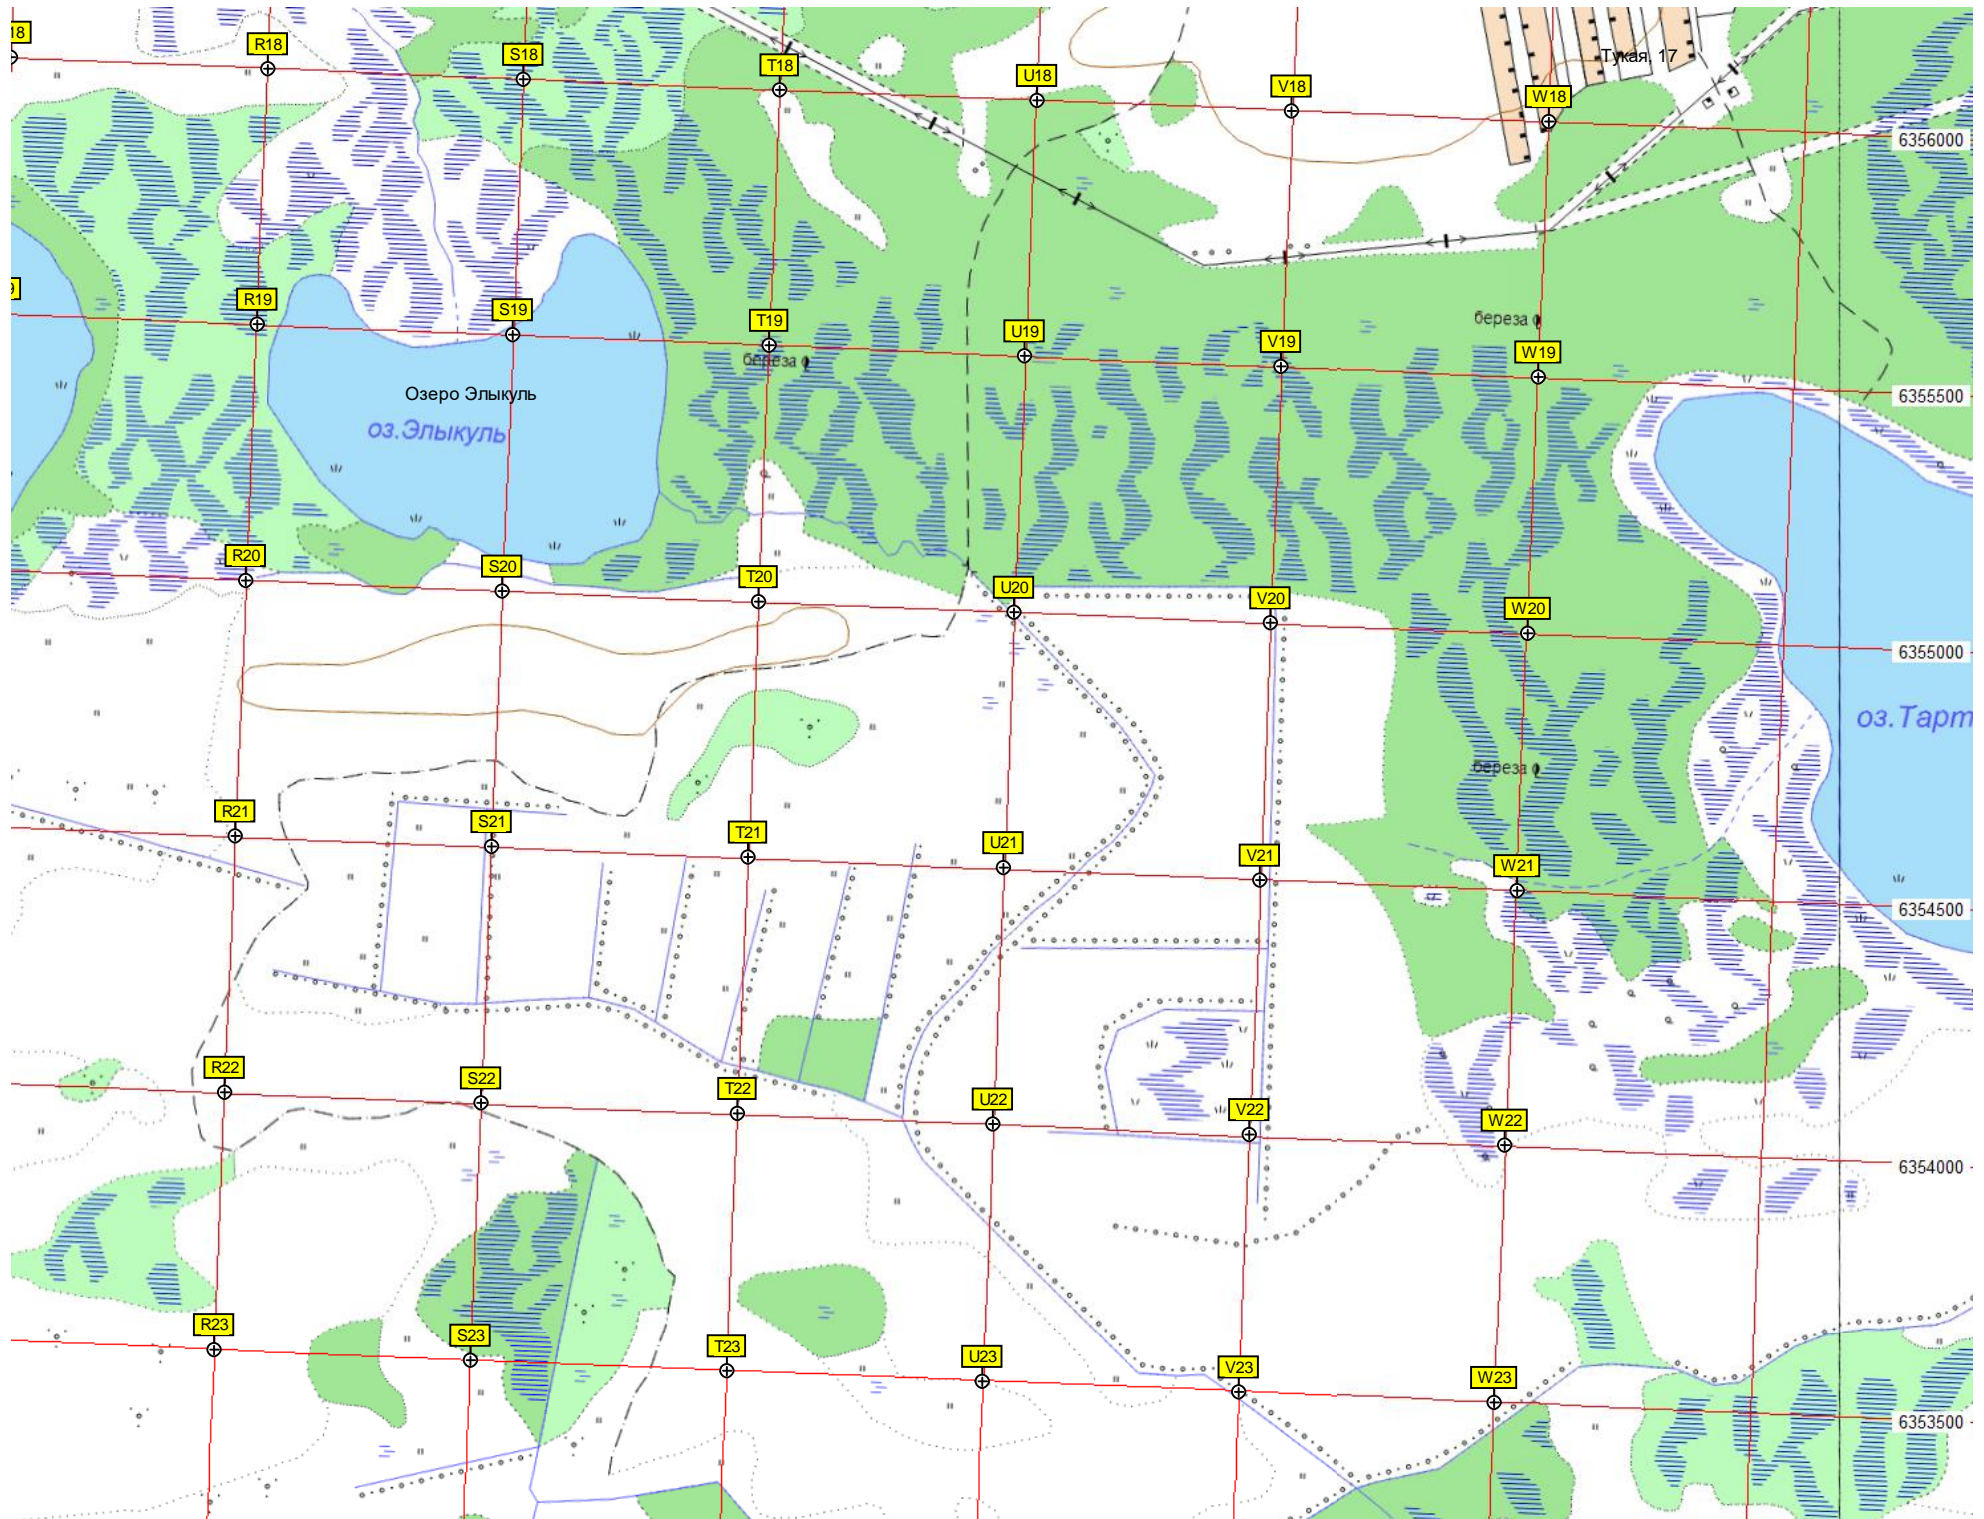 18
R18
S18
T18
U18
V18
W18
Тукая, 17
6356000
9
R19
S19
T19
U19
V19
W19
береза
береза
6355500
Озеро Элыкуль
оз.Элыкуль
R20
S20
T20
U20
V20
W20
6355000
оз.Тарт
береза
R21
S21
T21
U21
V21
W21
6354500
R22
S22
T22
U22
V22
W22
6354000
R23
S23
T23
U23
V23
W23
6353500